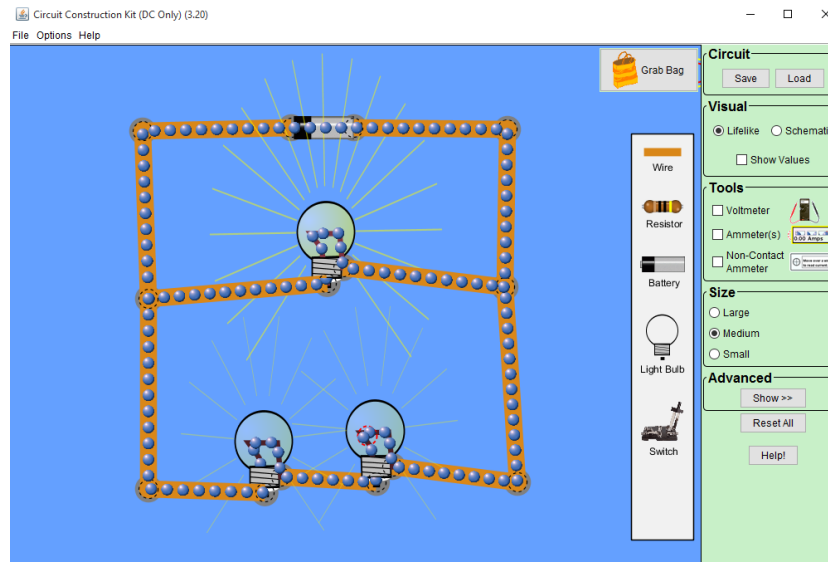 Circuit Construction Kit (DC Only) (3.20)
File Options Help
Grab Bag
Wire
Resistor
Battery
Light Bulb
Switch
Circuit
Save Load
Visual
Lifelike Schemati
Show Values
Tools
Voltmeter
Ammeter(s)
0.00 Amps
Non-Contact
Ammeter
Size
Large
Medium
Small
Advanced
Show >>
Reset All
Help!